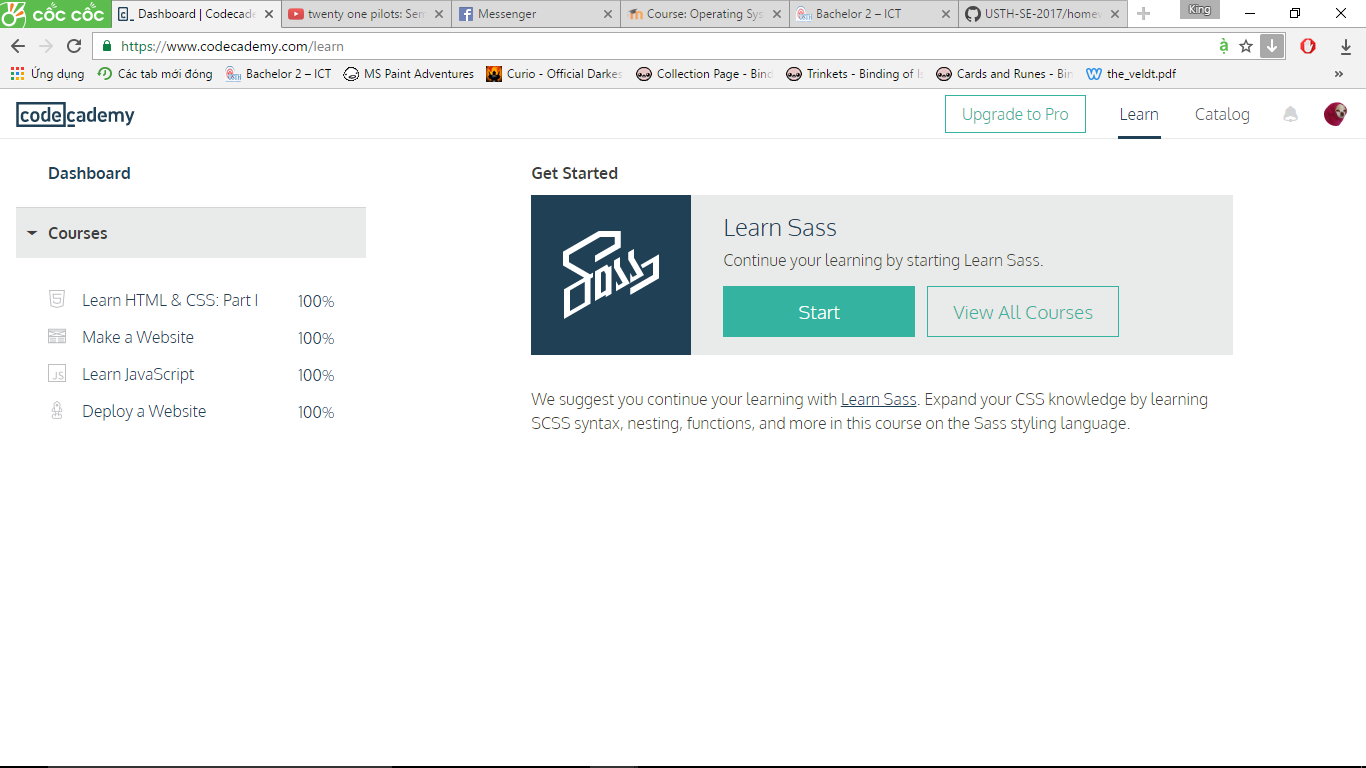 cốc cốc
Dashboard | Codecade
twenty one pilots: Sem
Messenger
Course: Operating Sys
Bachelor 2 – ICT
USTH-SE-2017/homew
King
https://www.codecademy.com/learn
Ứng dụng
Các tab mới đóng
Bachelor 2 – ICT
MS Paint Adventures
Curio - Official Darkes
Collection Page - Bind
Trinkets - Binding of Is
Cards and Runes - Bin
the_veldt.pdf
codecademy
Upgrade to Pro
Learn
Catalog
Dashboard
Courses
Learn HTML & CSS: Part I 100%
Make a Website 100%
Learn JavaScript 100%
Deploy a Website 100%
Get Started
Sass
Learn Sass
Continue your learning by starting Learn Sass.
Start
View All Courses
We suggest you continue your learning with Learn Sass. Expand your CSS knowledge by learning
SCSS syntax, nesting, functions, and more in this course on the Sass styling language.